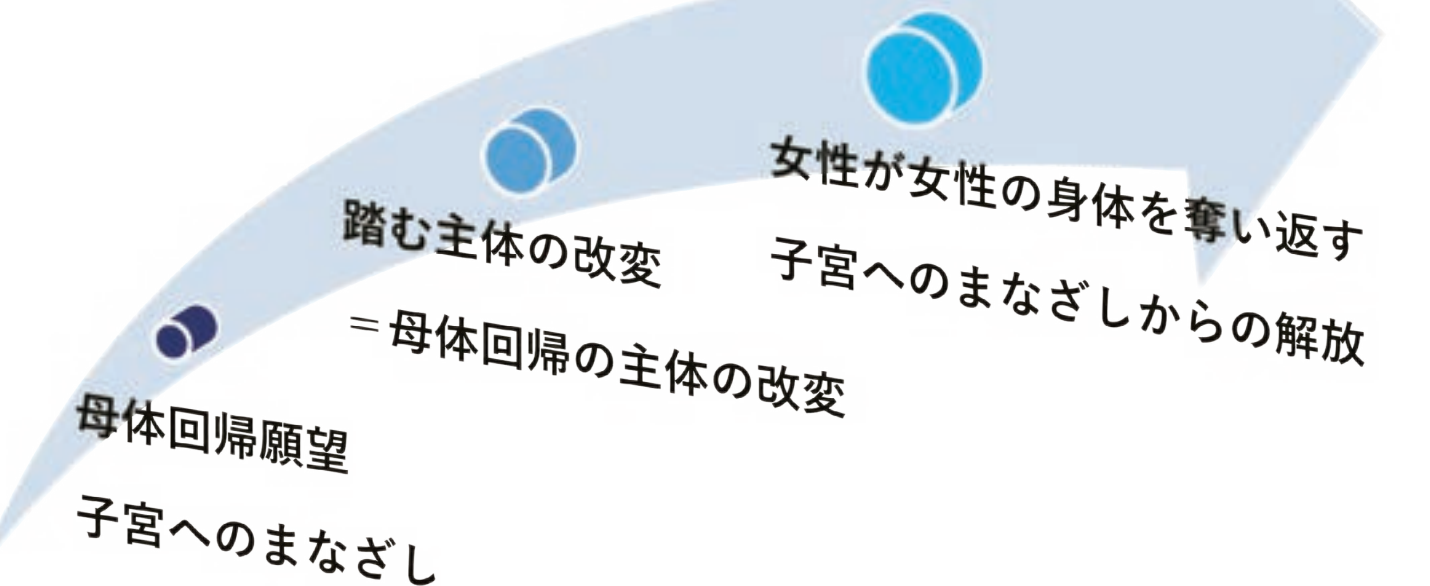 母体回帰願望
子宮へのまなざし
踏む主体の改変
＝母体回帰の主体の改変
女性が女性の身体を奪い返す
子宮へのまなざしからの解放